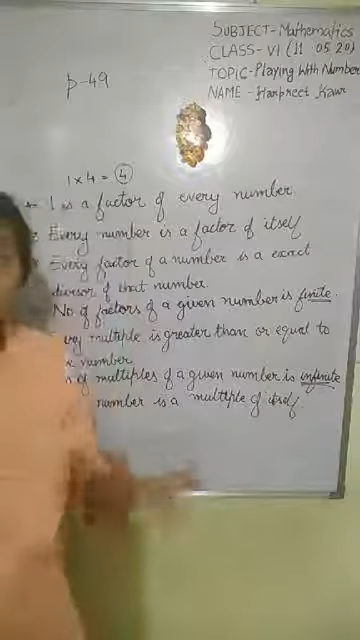 SUBJECT - Mathematics
CLASS - VI (11 05 20)
TOPIC - Playing With Number
NAME - Harpreet Kaur
p-49
1 x 4 = 4
1 is a factor of every number.
Every number is a factor of itself
Every factor of a number is a exact
divisor of that number.
No of factors of a given number is finite.
multiple is greater than or equal to
number.
of multiples of a given number is infinite
number is a multiple of itself.